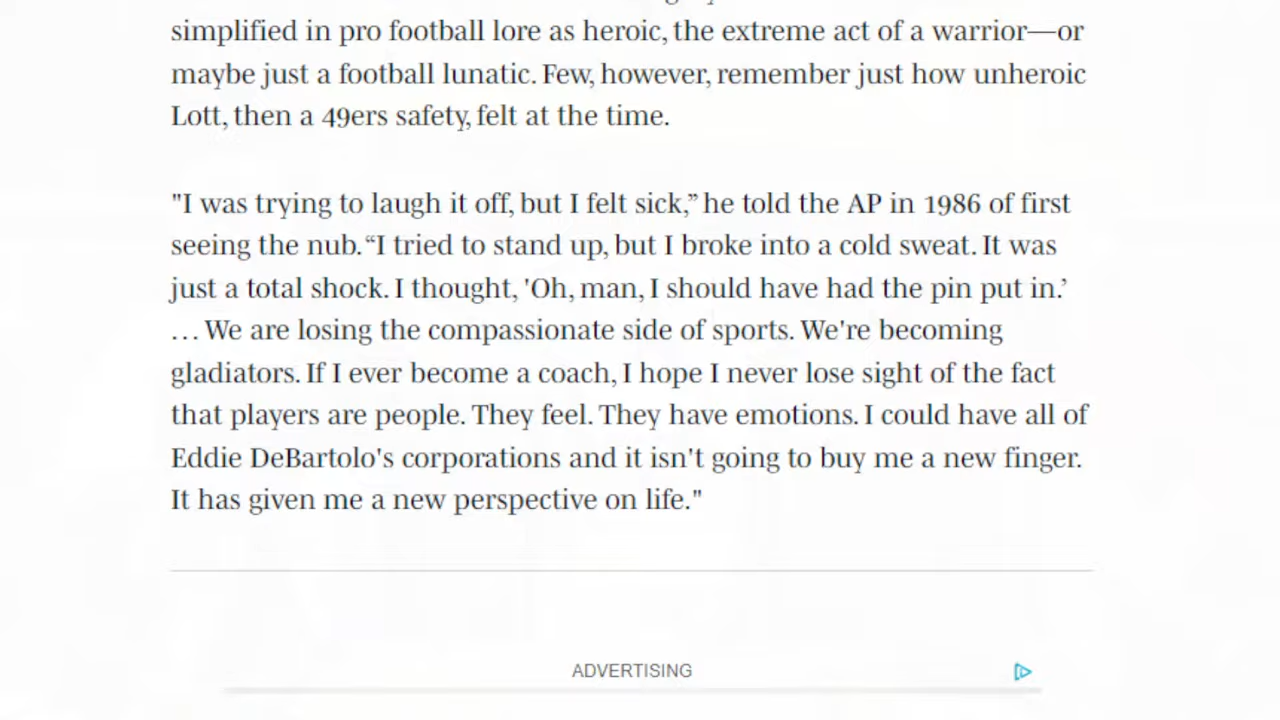 simplified in pro football lore as heroic, the extreme act of a warrior—or
maybe just a football lunatic. Few, however, remember just how unheroic
Lott, then a 49ers safety, felt at the time.
"I was trying to laugh it off, but I felt sick,” he told the AP in 1986 of first
seeing the nub. “I tried to stand up, but I broke into a cold sweat. It was
just a total shock. I thought, 'Oh, man, I should have had the pin put in.’
… We are losing the compassionate side of sports. We're becoming
gladiators. If I ever become a coach, I hope I never lose sight of the fact
that players are people. They feel. They have emotions. I could have all of
Eddie DeBartolo's corporations and it isn't going to buy me a new finger.
It has given me a new perspective on life."
ADVERTISING